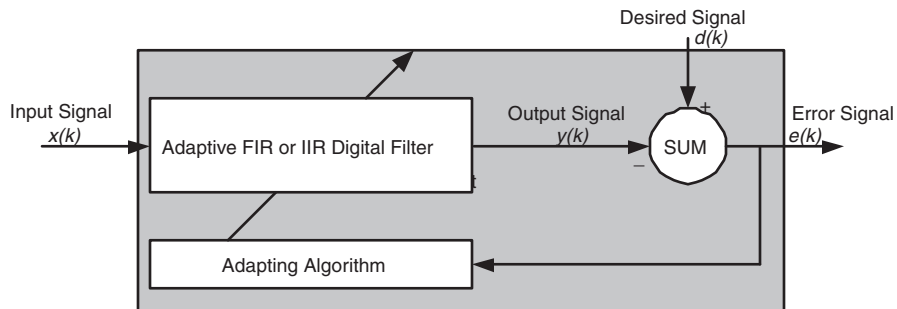 Desired Signal
d(k)
+
Input Signal
x(k)
Adaptive FIR or IIR Digital Filter
Output Signal
y(k)
–
SUM
Error Signal
e(k)
t
Adapting Algorithm